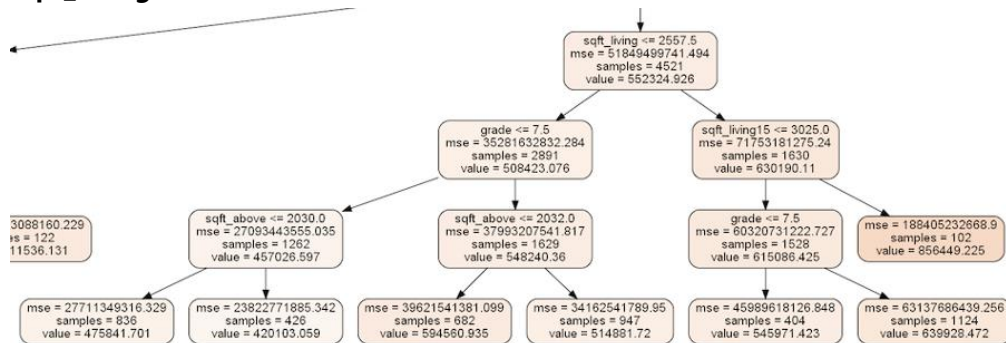 sqft_living <= 2557.5
mse = 51849499741.494
samples = 4521
value = 552324.926
grade <= 7.5
mse = 35281632832.284
samples = 2891
value = 508423.076
sqft_living15 <= 3025.0
mse = 71753181275.24
samples = 1630
value = 630190.11
3088160.229
es = 122
11536.131
sqft_above <= 2030.0
mse = 27093443555.035
samples = 1262
value = 457026.597
sqft_above <= 2032.0
mse = 37993207541.817
samples = 1629
value = 548240.36
grade <= 7.5
mse = 60320731222.727
samples = 1528
value = 615086.425
mse = 188405232668.9
samples = 102
value = 856449.225
mse = 27711349316.329
samples = 836
value = 475841.701
mse = 23822771885.342
samples = 426
value = 420103.059
mse = 39621541381.099
samples = 682
value = 594560.935
mse = 34162541789.95
samples = 947
value = 514881.72
mse = 45989618126.848
samples = 404
value = 545971.423
mse = 63137686439.256
samples = 1124
value = 639928.472